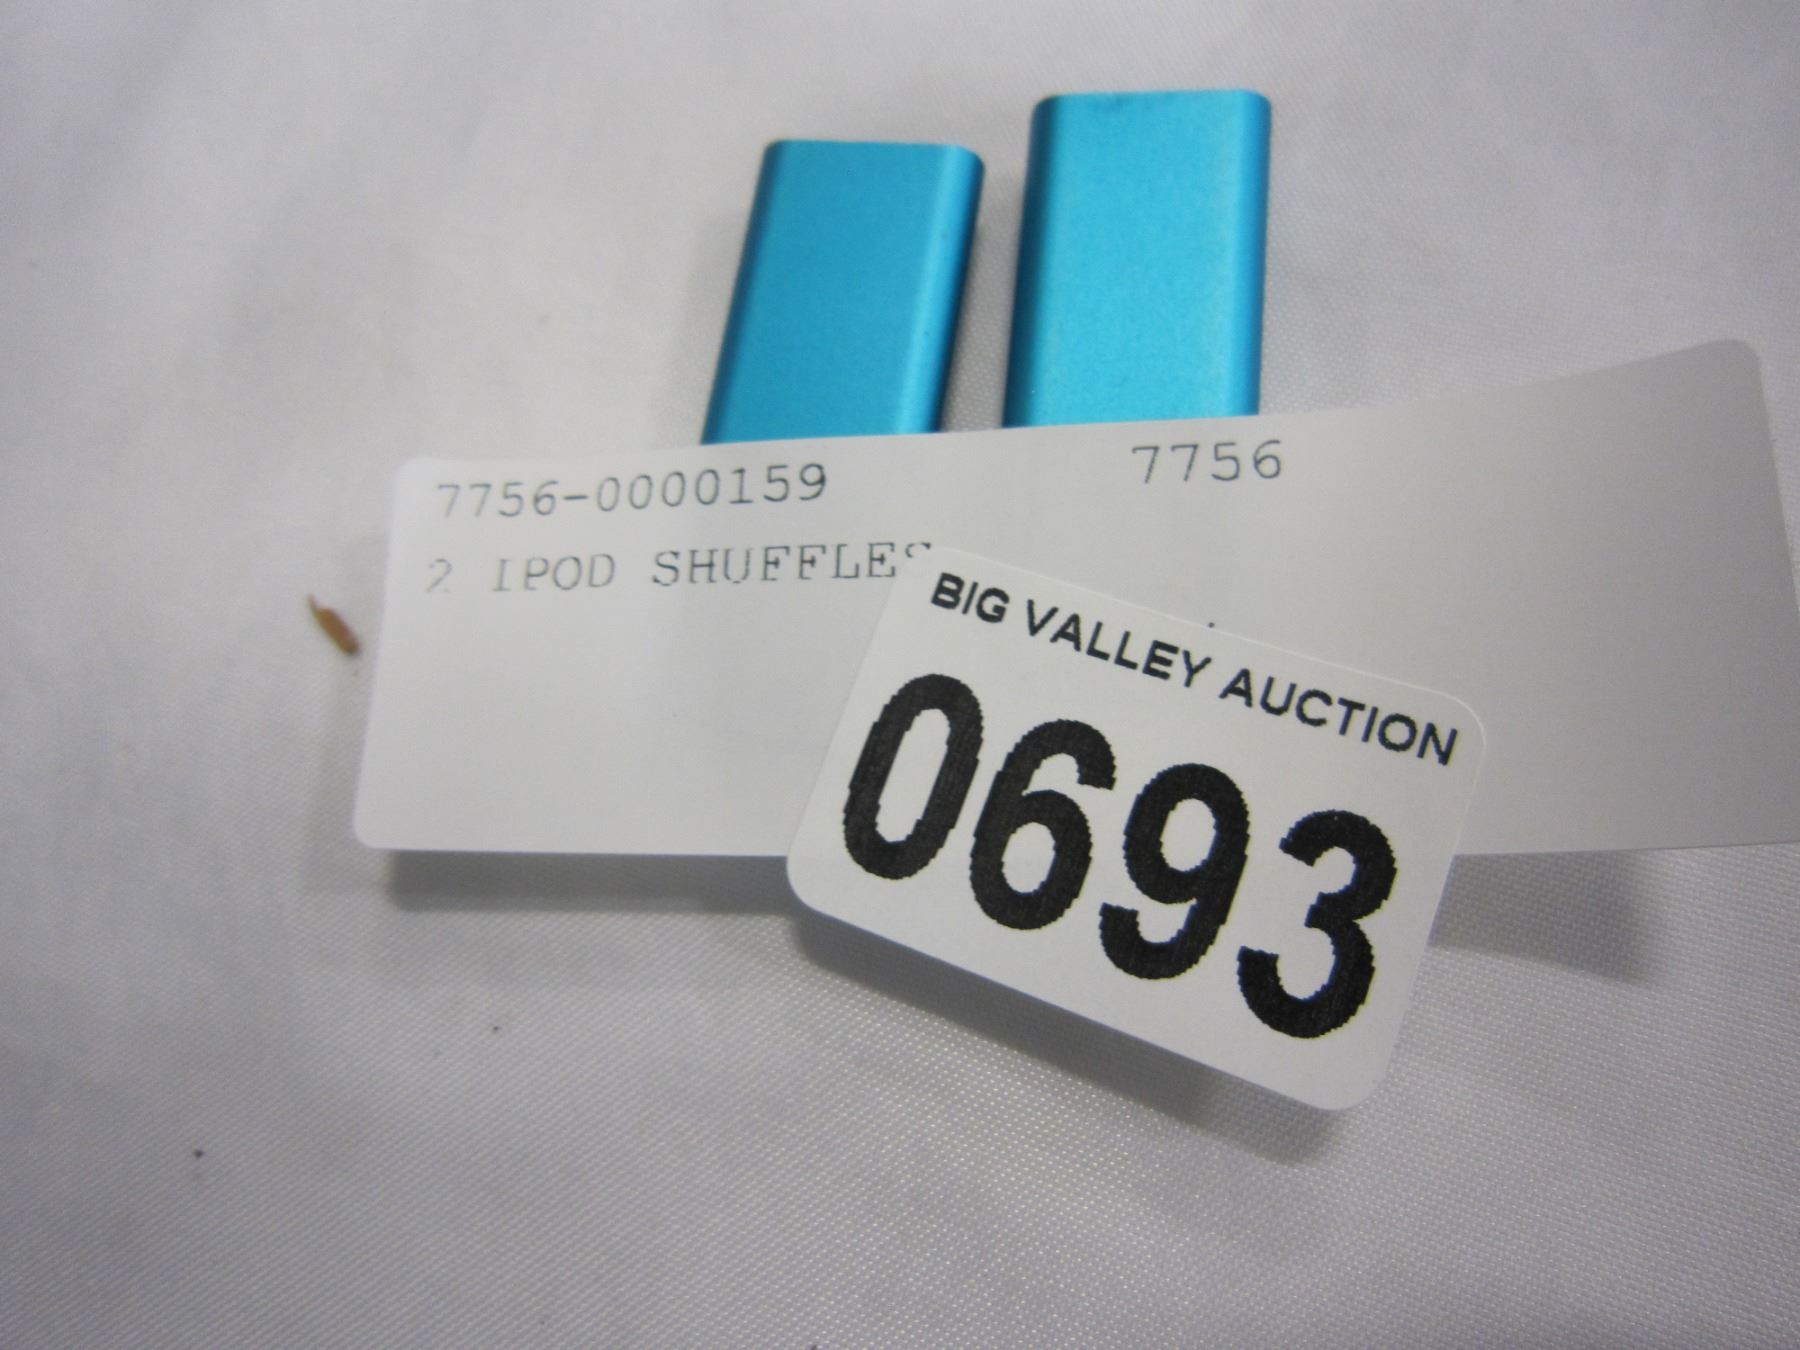 7756-0000159 7756
2 IPOD SHUFFLES
BIG VALLEY AUCTION
0693